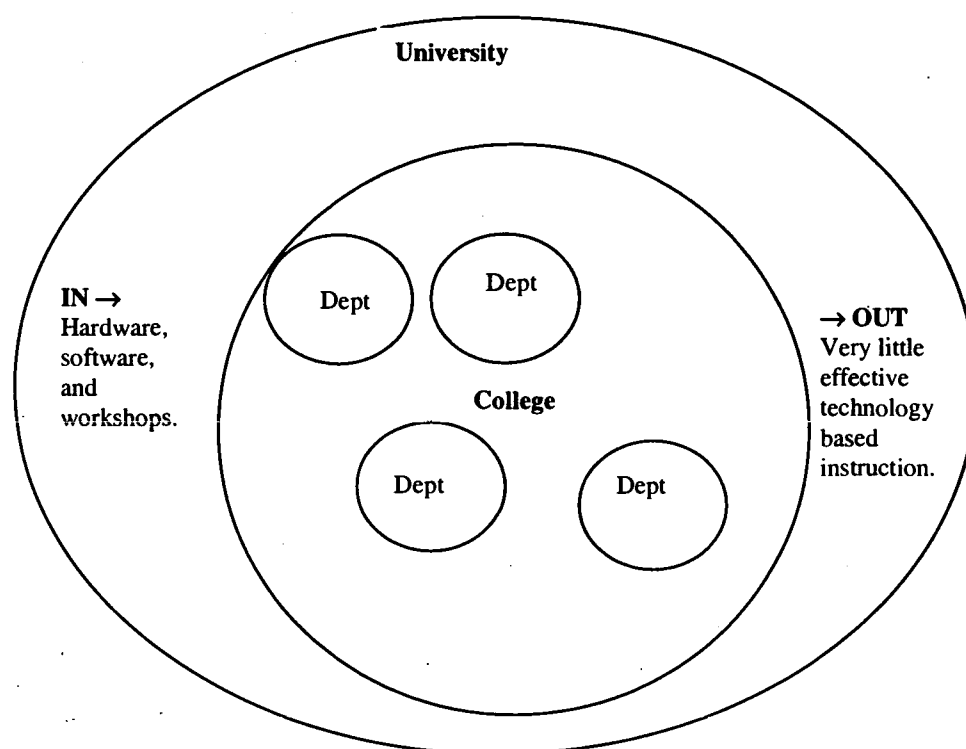 University
IN →
Hardware,
software,
and
workshops.
Dept
Dept
College
Dept
Dept
→ OUT
Very little
effective
technology
based
instruction.